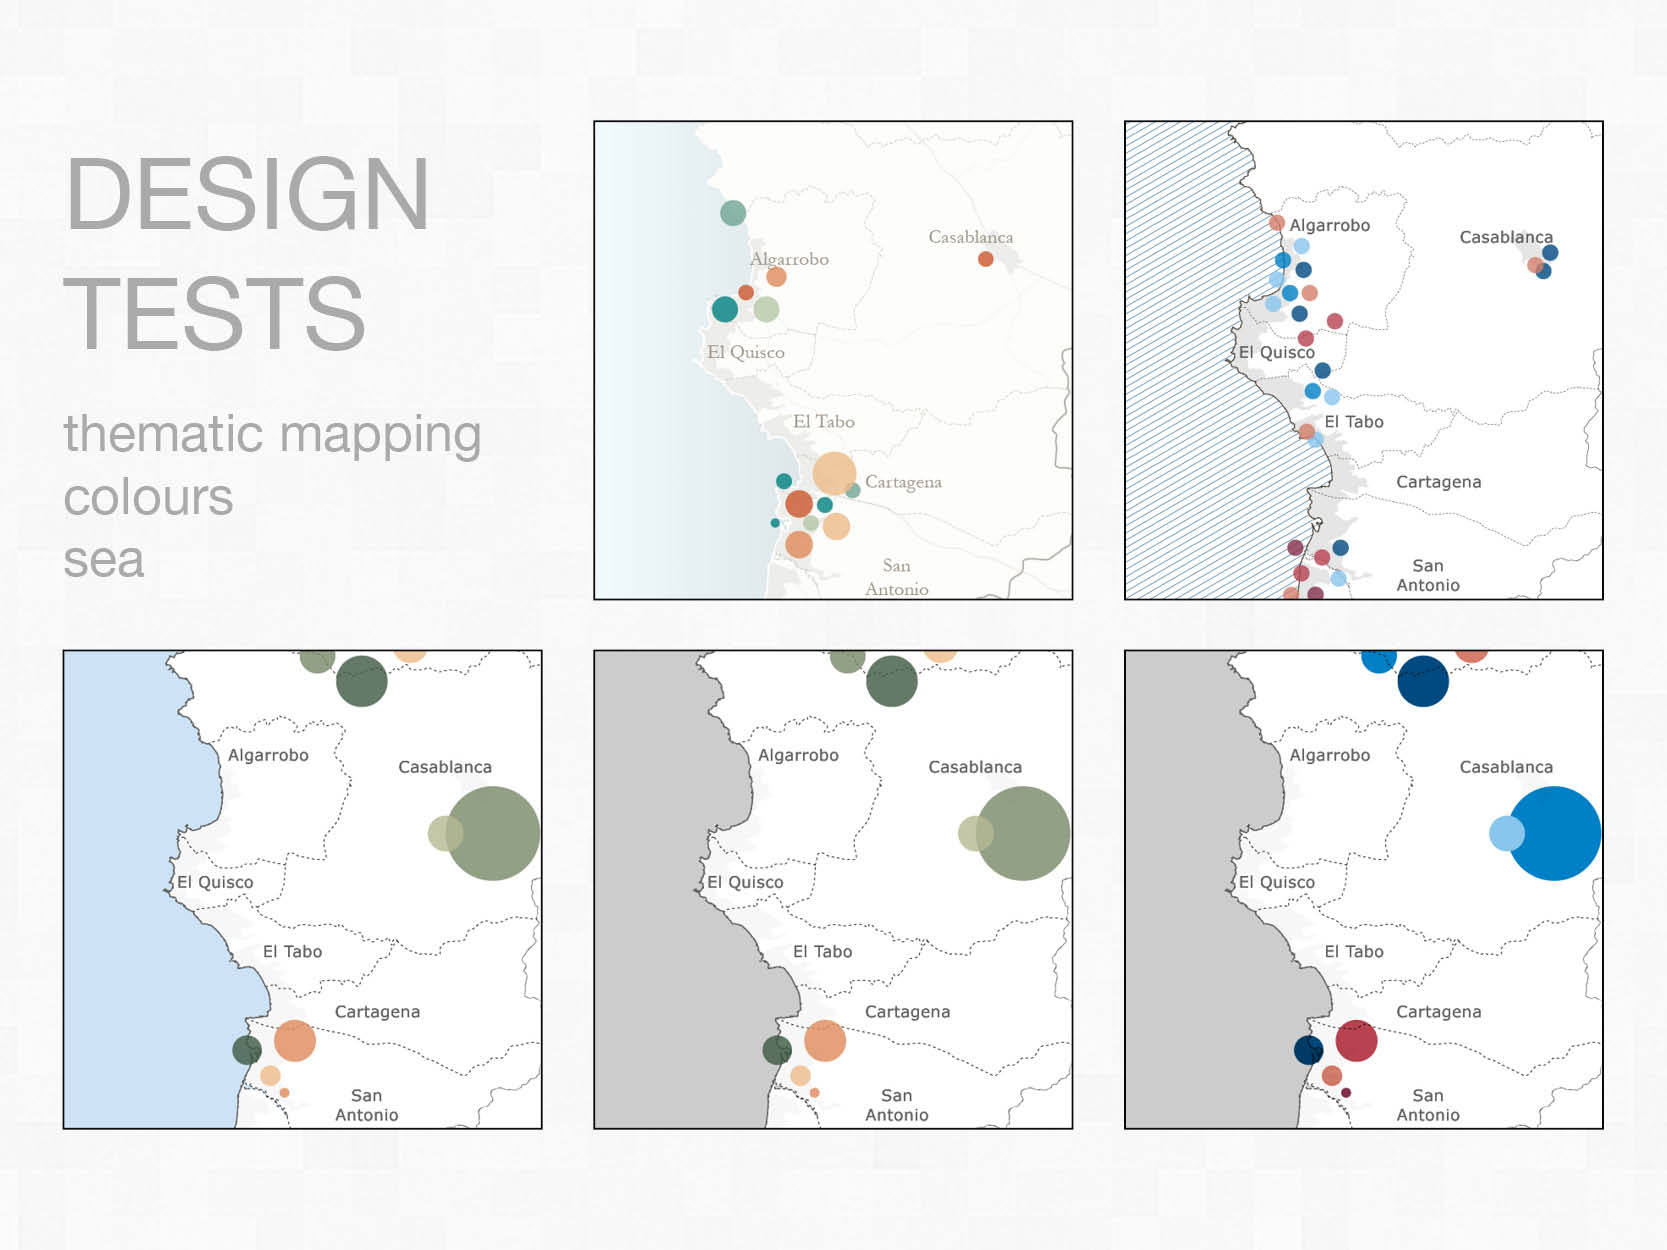 DESIGN
TESTS
thematic mapping
colours
sea
Algarrobo
Casablanca
El Quisco
El Tabo
Cartagena
San
Antonio
Algarrobo
Casablanca
El Quisco
El Tabo
Cartagena
San
Antonio
Algarrobo
Casablanca
El Quisco
El Tabo
Cartagena
San
Antonio
Algarrobo
Casablanca
El Quisco
El Tabo
Cartagena
San
Antonio
Algarrobo
Casablanca
El Quisco
El Tabo
Cartagena
San
Antonio